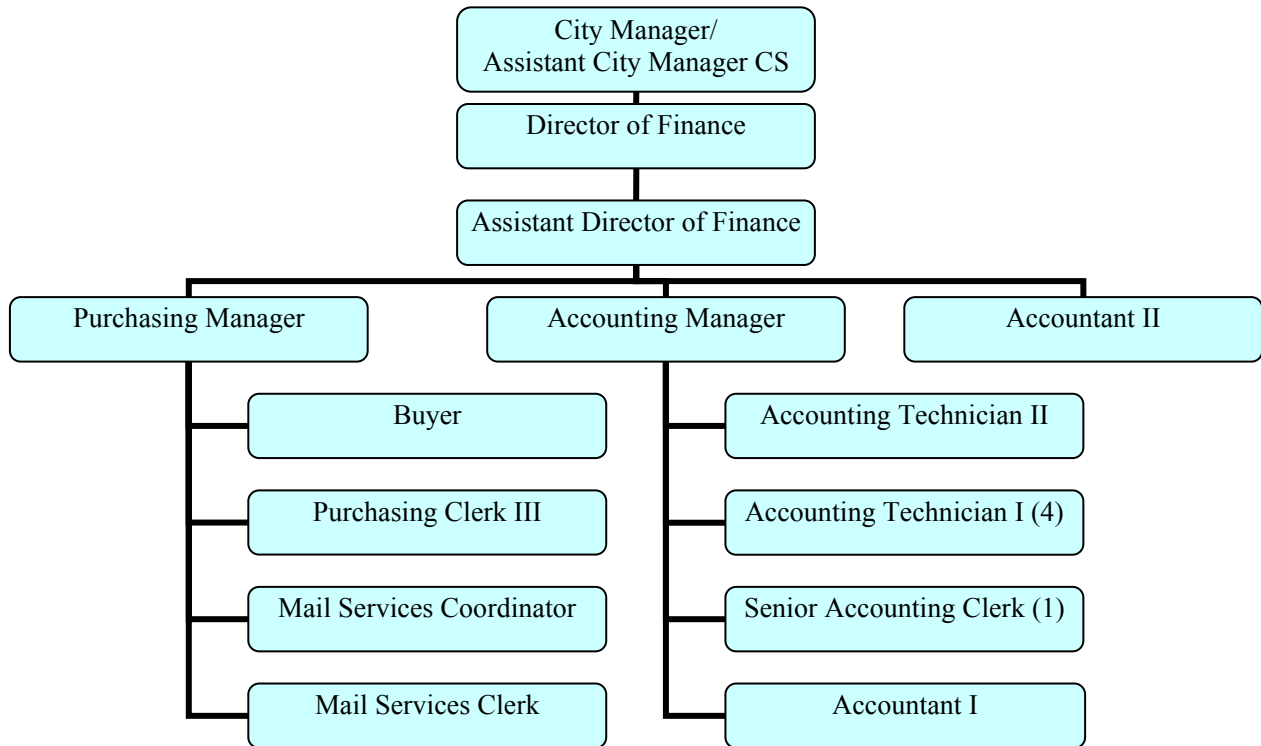 City Manager/
Assistant City Manager CS
Director of Finance
Assistant Director of Finance
Purchasing Manager
Accounting Manager
Accountant II
Buyer
Purchasing Clerk III
Mail Services Coordinator
Mail Services Clerk
Accounting Technician II
Accounting Technician I (4)
Senior Accounting Clerk (1)
Accountant I